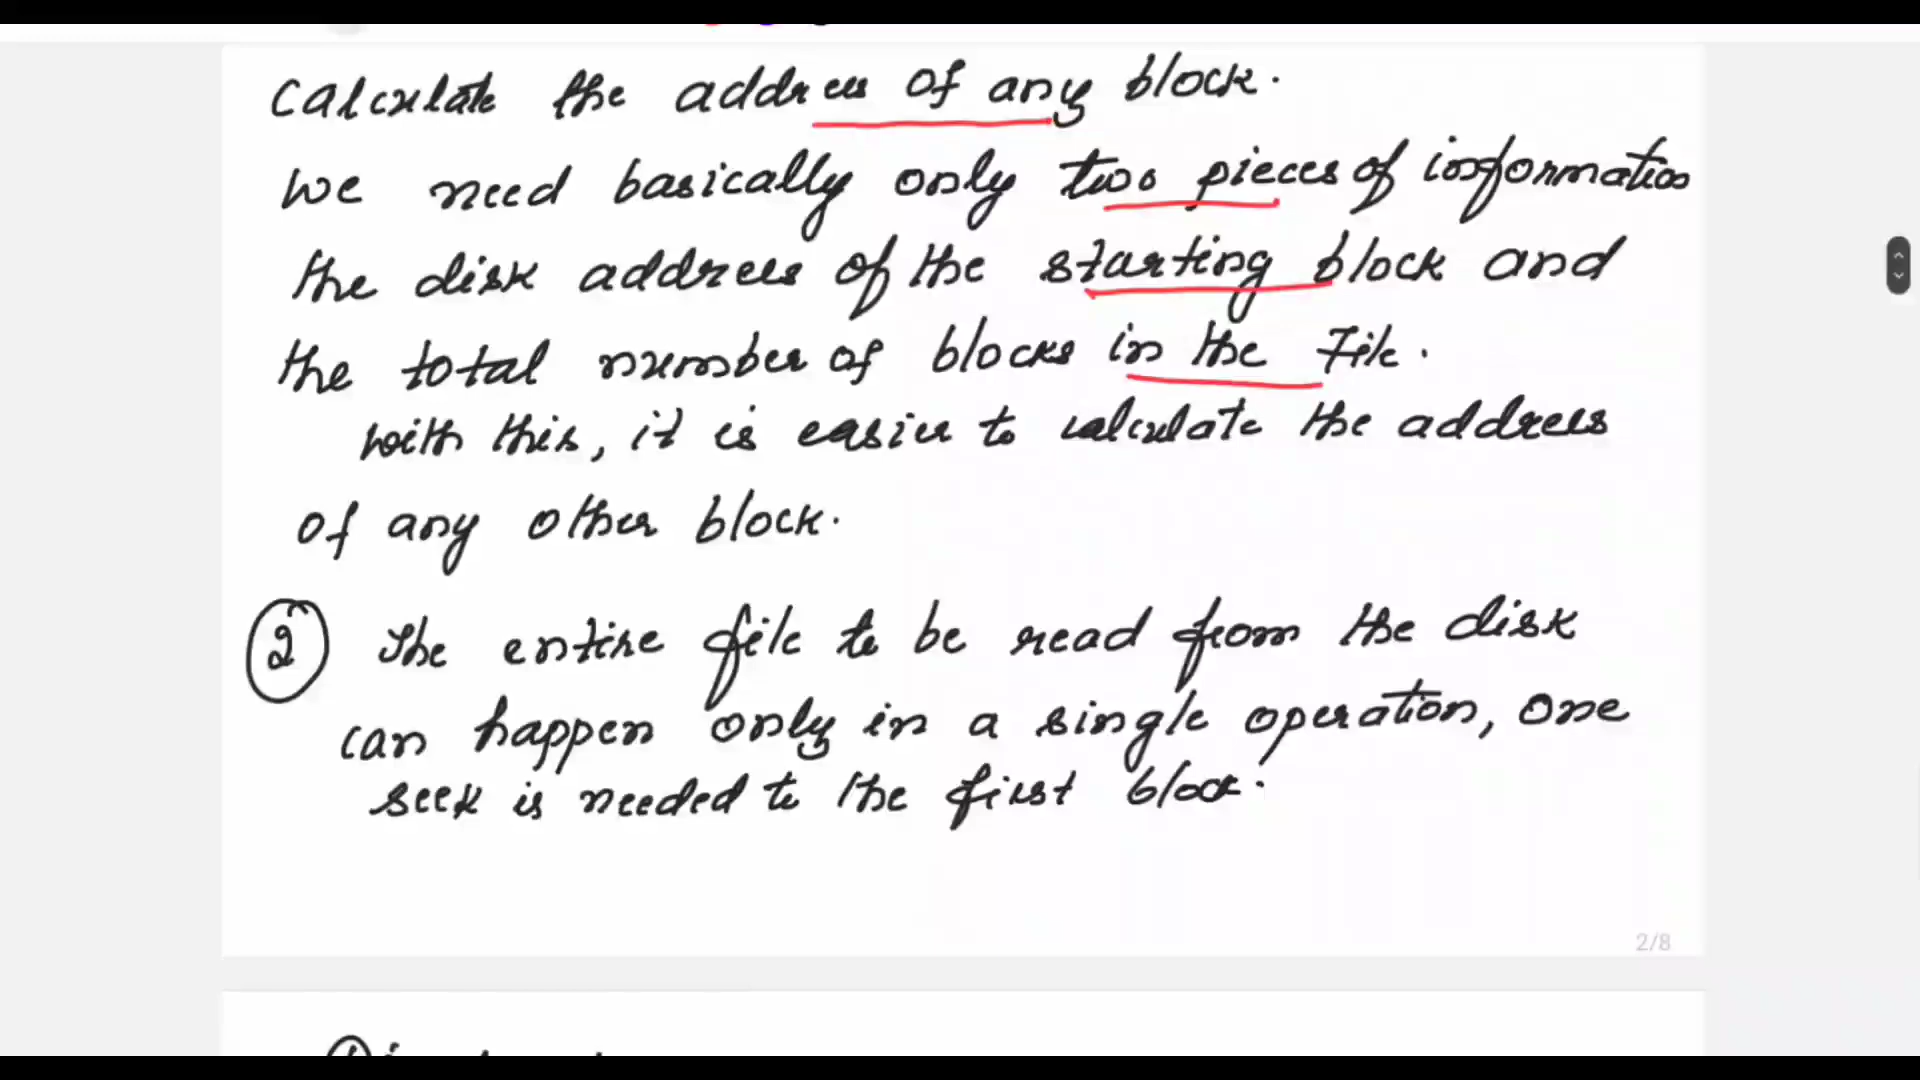 Calculate the address of any block.
We need basically only two pieces of information
the disk address of the starting block and
the total number of blocks in the File.
with this, it is easier to calculate the address
of any other block.
2 The entire file to be read from the disk
can happen only in a single operation, one
seek is needed to the first block.
2/8